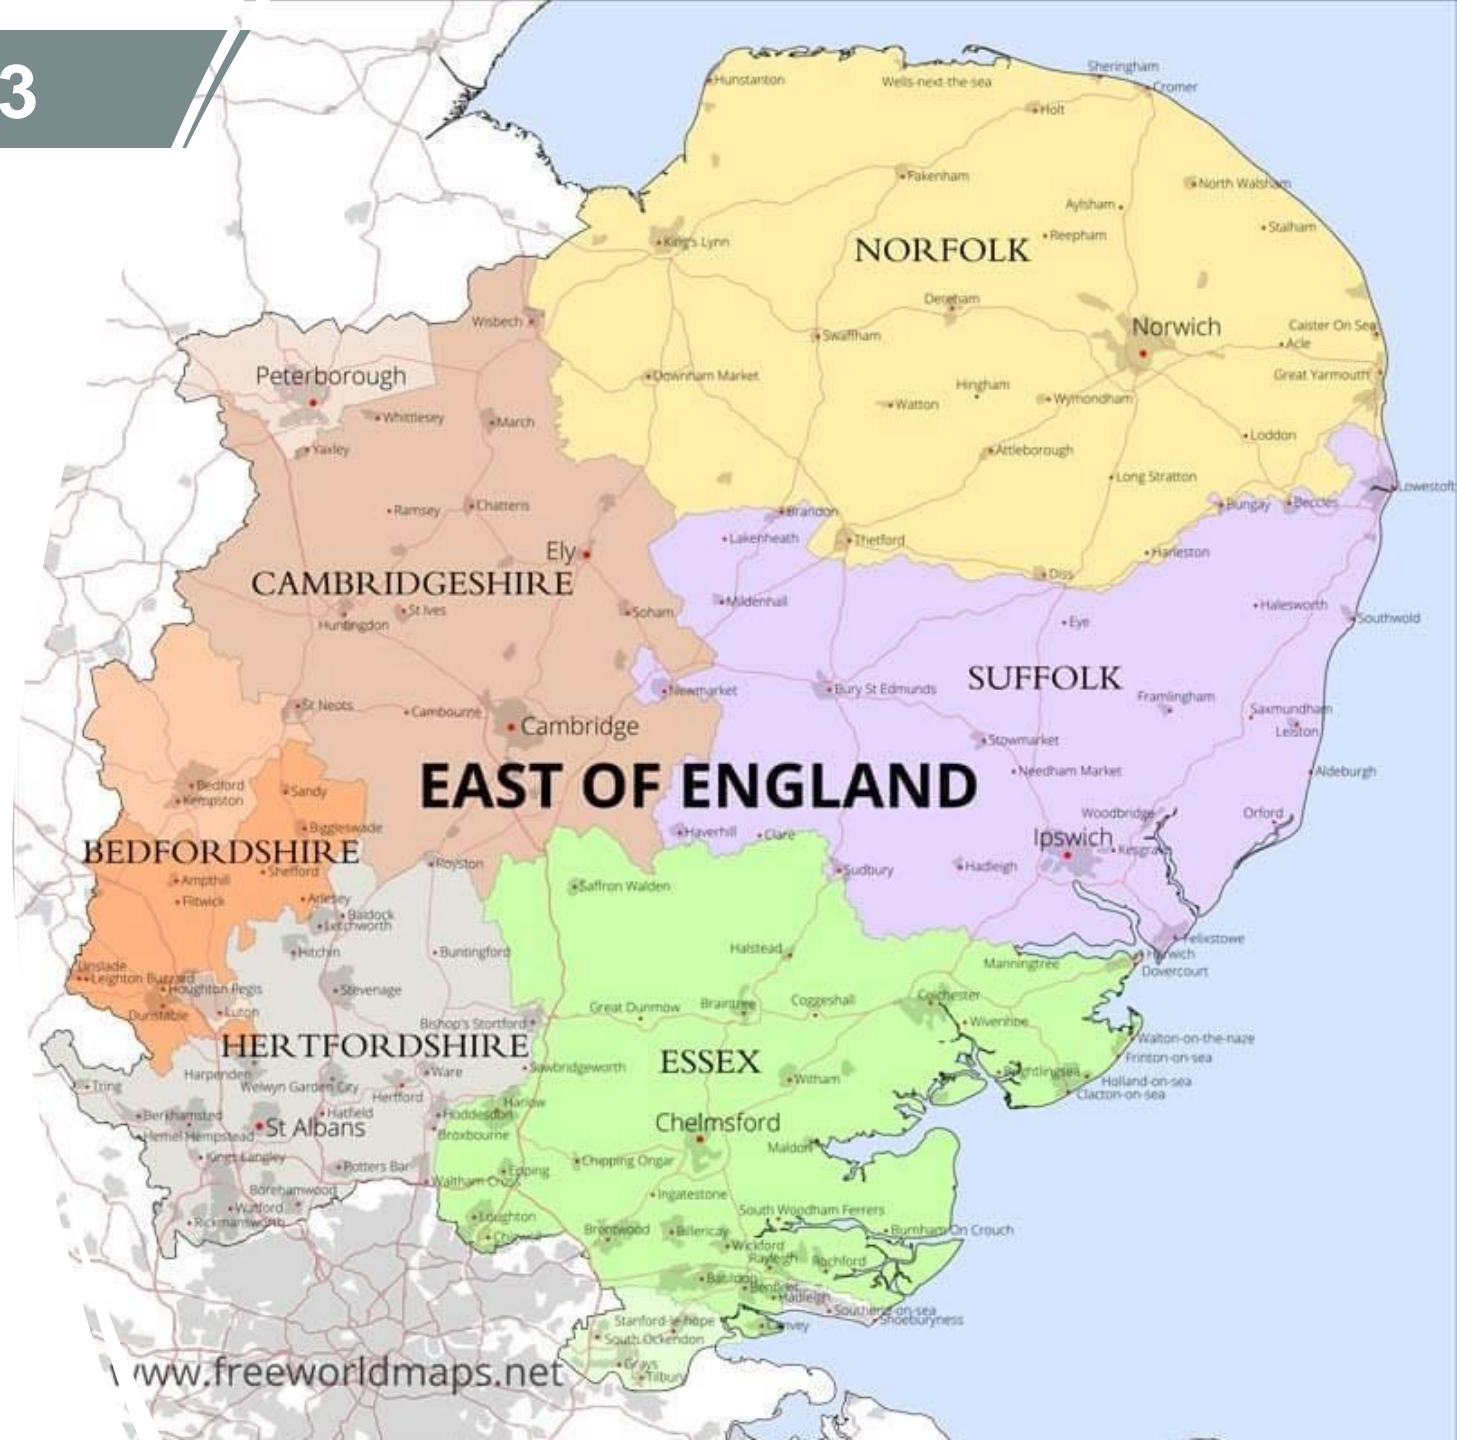 3
Sheringham
Hunstanton
Wells-next-the-sea
Cromer
Holt
Fakenham
North Walsham
Aylsham
Stalham
Reepham
King's Lynn
NORFOLK
Dereham
Wisbech
Swaffham
Norwich
Caister On Sea
Acle
Peterborough
Downham Market
Hingham
Great Yarmouth
Watton
Wymondham
Whittlesey
March
Loddon
Yaxley
Attleborough
Long Stratton
Lowestoft
Ramsey
Chatteris
Brandon
Bungay
Beccles
Lakenheath
Thetford
Ely
Harleston
Diss
CAMBRIDGESHIRE
Mildenhall
Halesworth
St Ives
Soham
Southwold
Huntingdon
Eye
SUFFOLK
Newmarket
Bury St Edmunds
Framlingham
St Neots
Cambourne
Saxmundham
Cambridge
Leiston
Stowmarket
EAST OF ENGLAND
Needham Market
Aldeburgh
Bedford
Sandy
Kempston
Woodbridge
Orford
Biggleswade
Haverhill
Clare
Ipswich
Kesgrave
BEDFORDSHIRE
Royston
Sudbury
Hadleigh
Shefford
Ampthill
Saffron Walden
Flitwick
Arlesey
Baldock
Letchworth
Felixstowe
Hitchin
Buntingford
Halstead
Harwich
Manningtree
Dovercourt
Linslade
Leighton Buzzard
Houghton Regis
Stevenage
Colchester
Great Dunmow
Braintree
Coggeshall
Dunstable
Luton
Bishop's Stortford
Wivenhoe
Walton-on-the-naze
HERTFORDSHIRE
ESSEX
Frinton-on-sea
Sawbridgeworth
Harpenden
Ware
Brightlingsea
Tring
Welwyn Garden City
Witham
Holland-on-sea
Hertford
Clacton-on-sea
Harlow
Berkhamsted
Hatfield
Hoddesdon
Chelmsford
St Albans
Hemel Hempstead
Broxbourne
Maldon
Kings Langley
Potters Bar
Chipping Ongar
Epping
Waltham Cross
Borehamwood
Ingatestone
Watford
South Woodham Ferrers
Rickmansworth
Loughton
Brentwood
Billericay
Burnham On Crouch
Chigwell
Wickford
Rayleigh
Rochford
Basildon
Benfleet
Hadleigh
Southend-on-sea
Stanford-le-hope
Canvey
Shoeburyness
South Ockendon
Grays
www.freeworldmaps.net
Tilbury